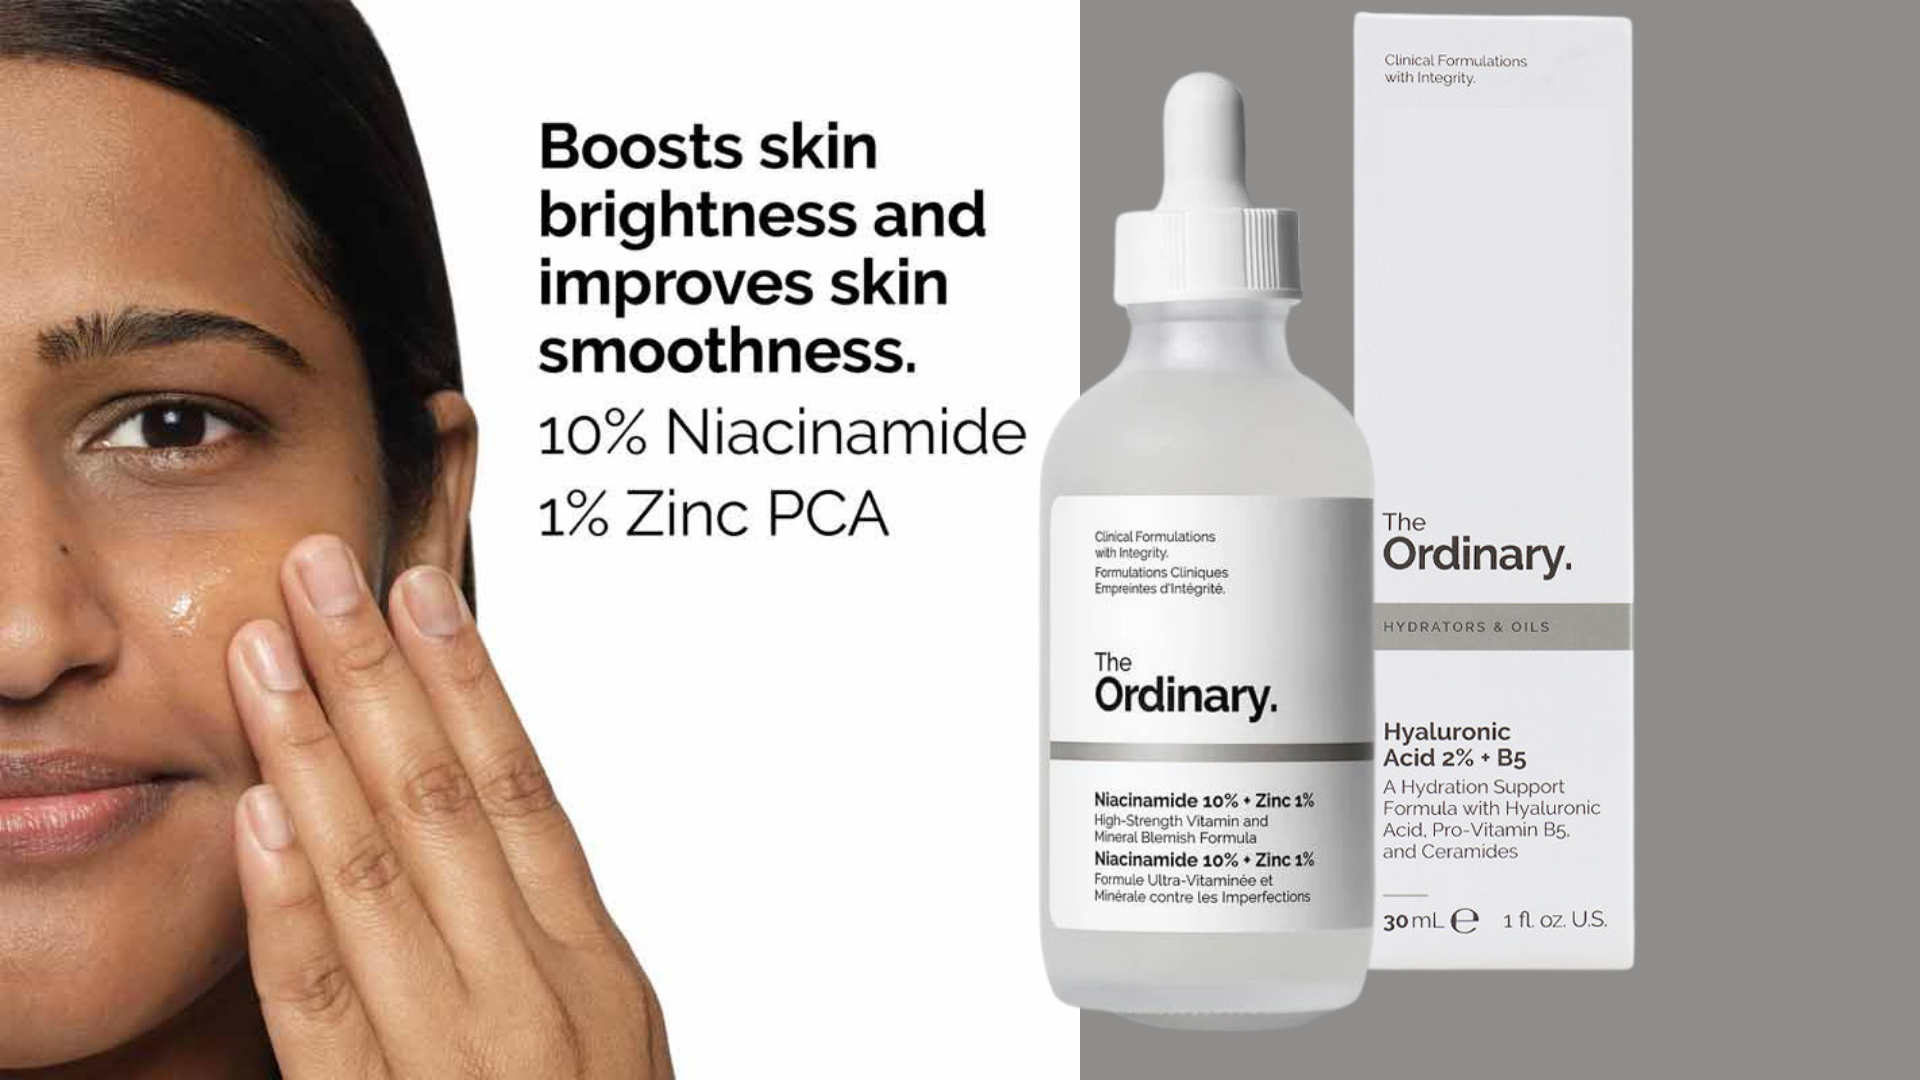 Boosts skin
brightness and
improves skin
smoothness.
10% Niacinamide
1% Zinc PCA
Clinical Formulations
with Integrity.
Formulations Cliniques
Empreintes d'Intégrité.
The
Ordinary.
Niacinamide 10% + Zinc 1%
High-Strength Vitamin and
Mineral Blemish Formula
Niacinamide 10% + Zinc 1%
Formule Ultra-Vitaminée et
Minérale contre les Imperfections
Clinical Formulations
with Integrity.
The
Ordinary.
HYDRATORS & OILS
Hyaluronic
Acid 2% + B5
A Hydration Support
Formula with Hyaluronic
Acid, Pro-Vitamin B5,
and Ceramides
30 mL ℮ 1 fl. oz. U.S.